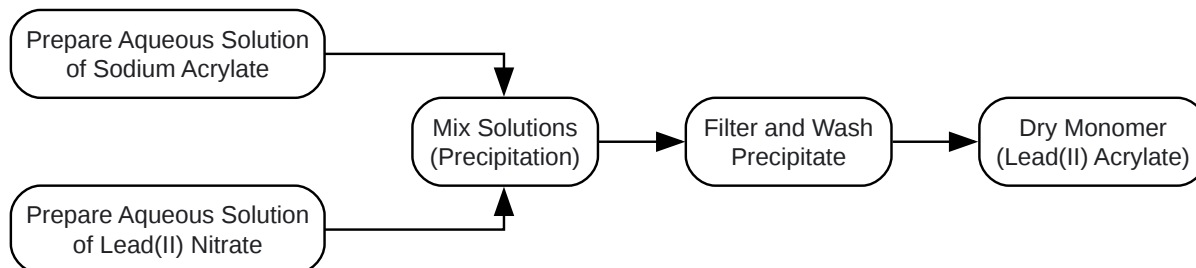 Prepare Aqueous Solution
of Sodium Acrylate
Mix Solutions
(Precipitation)
Filter and Wash
Precipitate
Dry Monomer
(Lead(II) Acrylate)
Prepare Aqueous Solution
of Lead(II) Nitrate